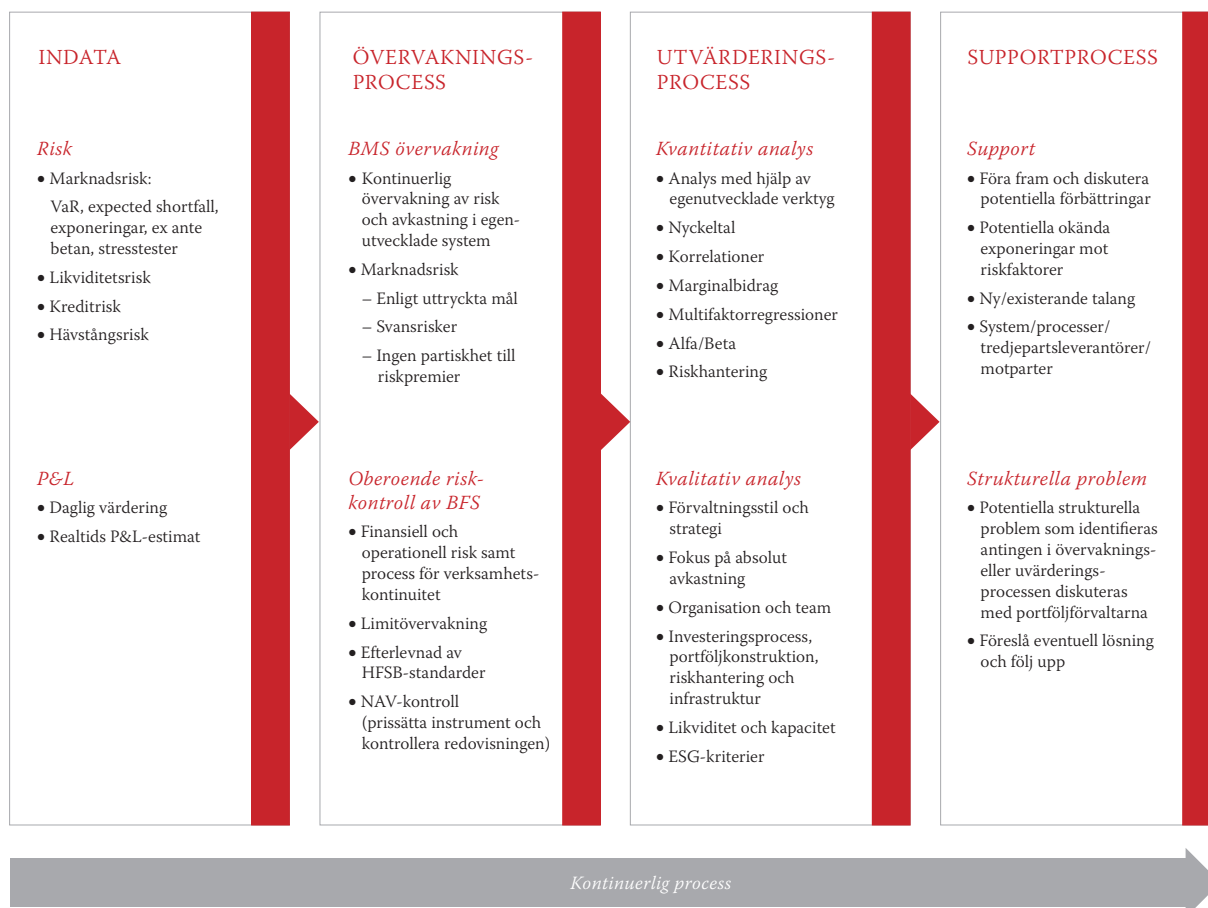 INDATA
Risk
• Marknadsrisk:
VaR, expected shortfall,
exponeringar, ex ante
betan, stresstester
• Likviditetsrisk
• Kreditrisk
• Hävstångsrisk
P&L
• Daglig värdering
• Realtids P&L-estimat
ÖVERVAKNINGS-
PROCESS
BMS övervakning
• Kontinuerlig
övervakning av risk
och avkastning i egen-
utvecklade system
• Marknadsrisk
– Enligt uttryckta mål
– Svansrisker
– Ingen partiskhet till
riskpremier
Oberoende risk-
kontroll av BFS
• Finansiell och
operationell risk samt
process för verksamhets-
kontinuitet
• Limitövervakning
• Efterlevnad av
HFSB-standarder
• NAV-kontroll
(prissätta instrument och
kontrollera redovisningen)
UTVÄRDERINGS-
PROCESS
Kvantitativ analys
• Analys med hjälp av
egenutvecklade verktyg
• Nyckeltal
• Korrelationer
• Marginalbidrag
• Multifaktorregressioner
• Alfa/Beta
• Riskhantering
Kvalitativ analys
• Förvaltningsstil och
strategi
• Fokus på absolut
avkastning
• Organisation och team
• Investeringsprocess,
portföljkonstruktion,
riskhantering och
infrastruktur
• Likviditet och kapacitet
• ESG-kriterier
SUPPORTPROCESS
Support
• Föra fram och diskutera
potentiella förbättringar
• Potentiella okända
exponeringar mot
riskfaktorer
• Ny/existerande talang
• System/processer/
tredjepartsleverantörer/
motparter
Strukturella problem
• Potentiella strukturella
problem som identifieras
antingen i övervaknings-
eller uvärderings-
processen diskuteras
med portföljförvaltarna
• Föreslå eventuell lösning
och följ upp
Kontinuerlig process